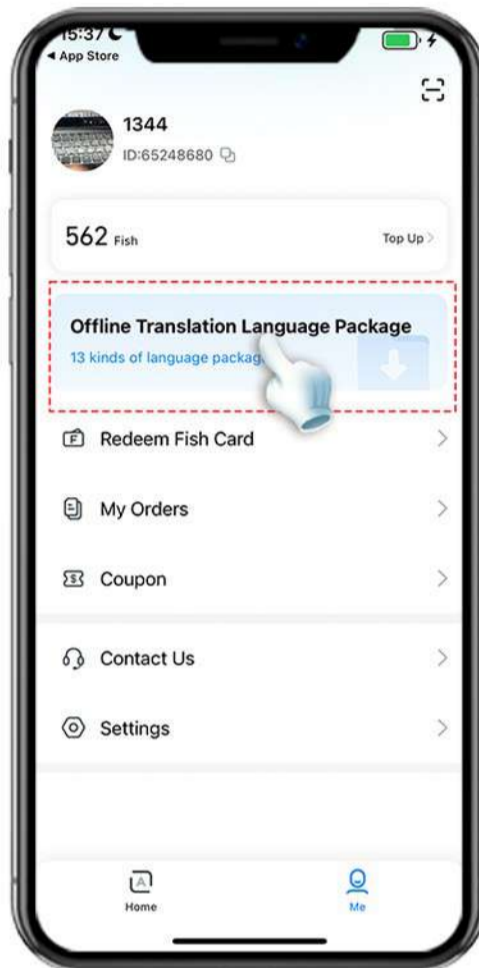 15:37
App Store
1344
ID:65248680
562 Fish
Top Up
Offline Translation Language Package
13 kinds of language
Redeem Fish Card
My Orders
Coupon
Contact Us
Settings
Home
Me